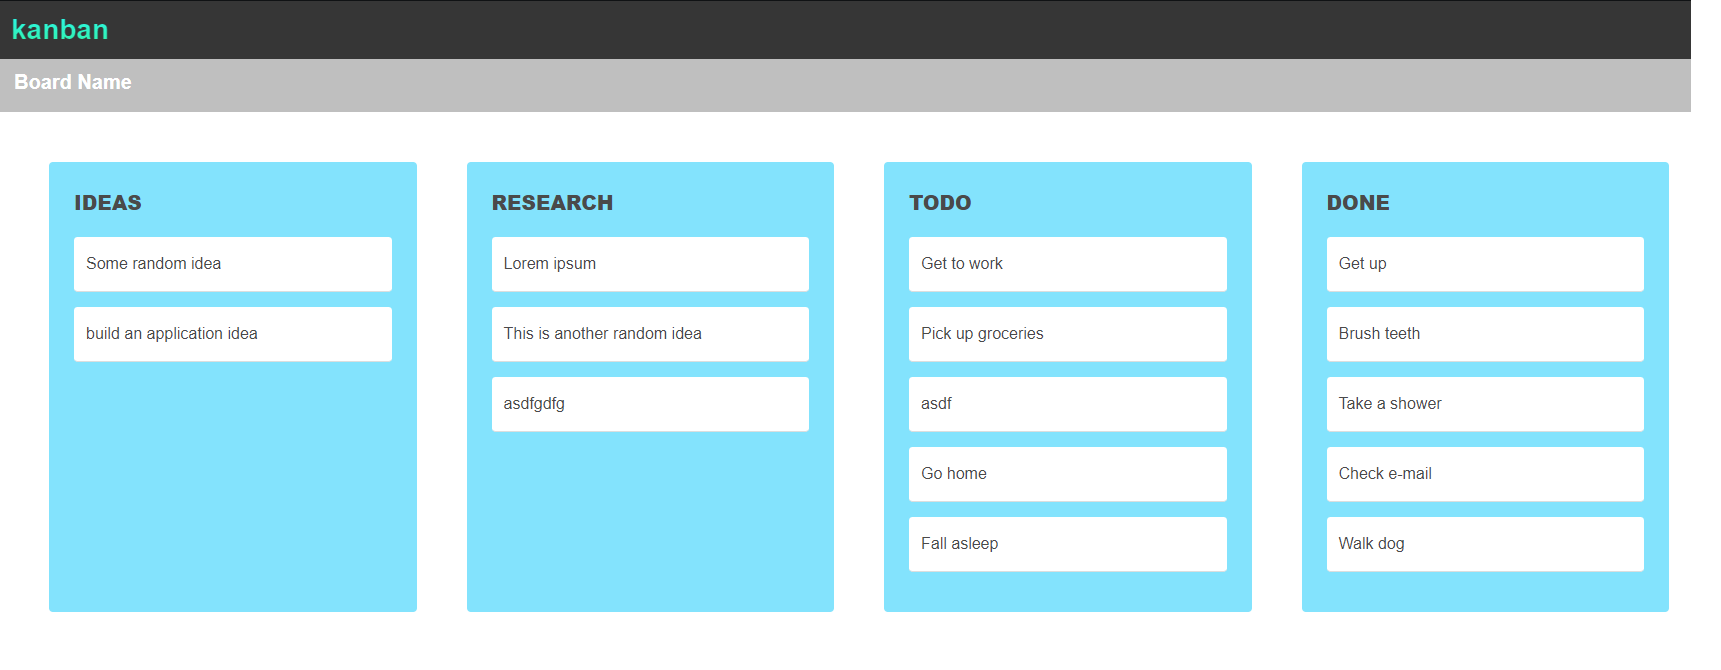 kanban
Board Name
IDEAS
Some random idea
build an application idea
RESEARCH
Lorem ipsum
This is another random idea
asdfgdfg
TODO
Get to work
Pick up groceries
asdf
Go home
Fall asleep
DONE
Get up
Brush teeth
Take a shower
Check e-mail
Walk dog